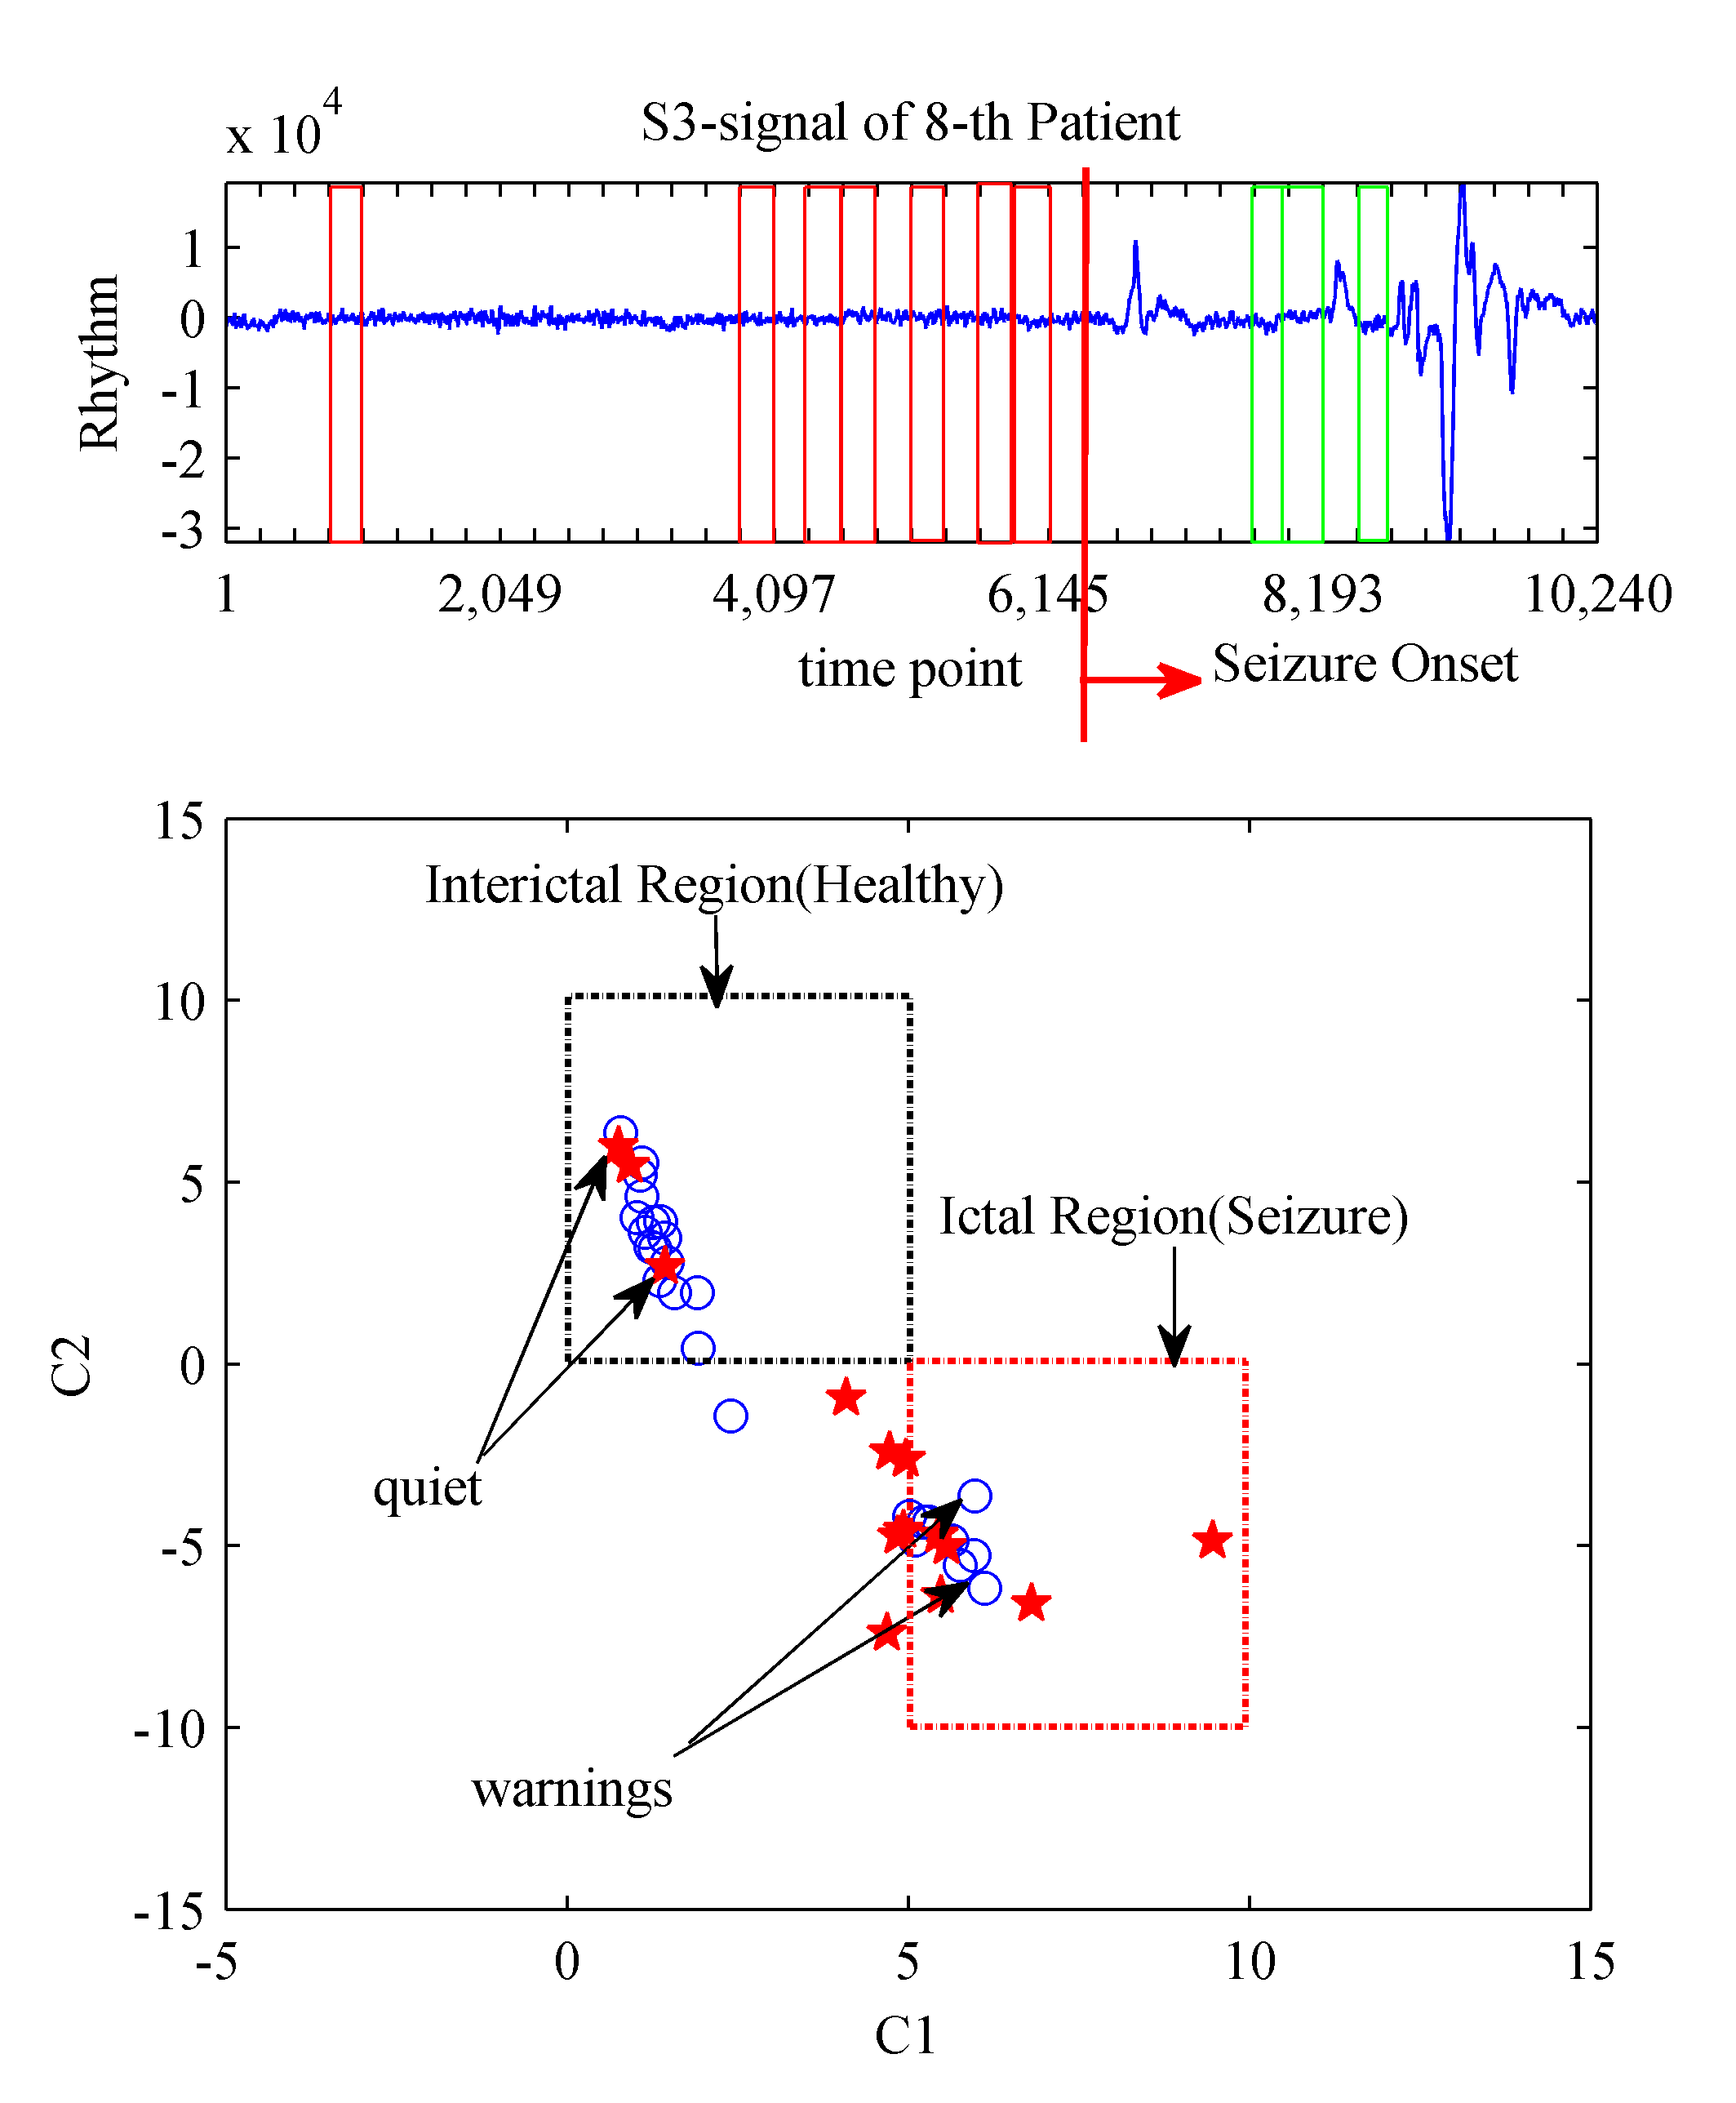 x 10^4
S3-signal of 8-th Patient
1
0
-1
-2
-3
Rhythm
1 2,049 4,097 6,145 8,193 10,240
time point
Seizure Onset
15
10
5
0
-5
-10
-15
C2
Interictal Region(Healthy)
Ictal Region(Seizure)
quiet
warnings
-5 0 5 10 15
C1